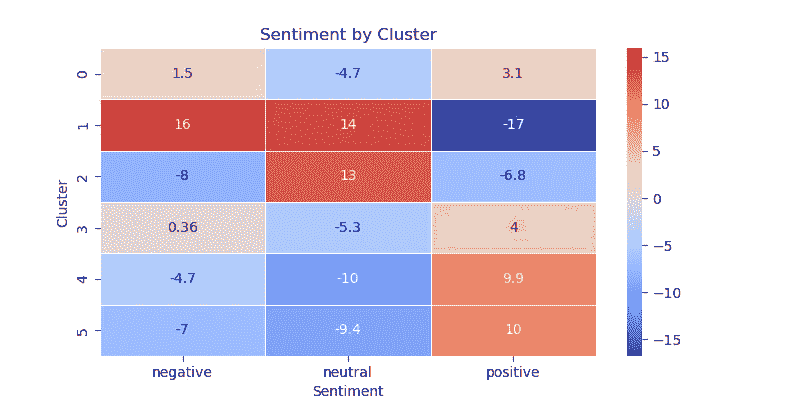 Sentiment by Cluster
0 1.5 -4.7 3.1
1 16 14 -17
2 -8 13 -6.8
3 0.36 -5.3 4
4 -4.7 -10 9.9
5 -7 -9.4 10
negative neutral positive
Sentiment
Cluster
15
10
5
0
−5
−10
−15